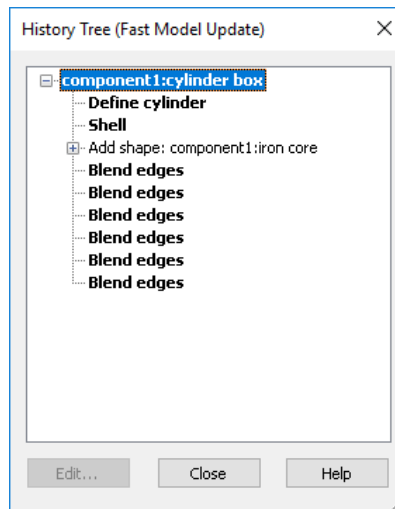 History Tree (Fast Model Update)
component1:cylinder box
Define cylinder
Shell
Add shape: component1:iron core
Blend edges
Blend edges
Blend edges
Blend edges
Blend edges
Blend edges
Edit... Close Help